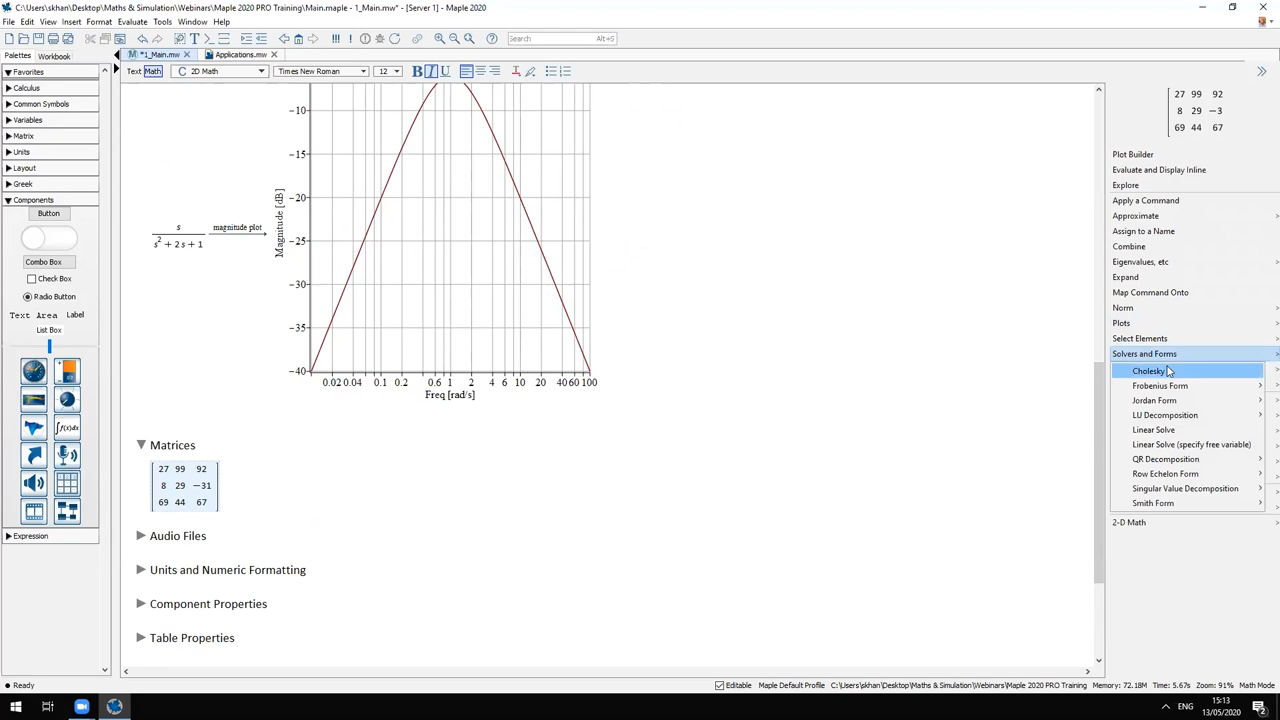 C:\Users\skhan\Desktop\Maths & Simulation\Webinars\Maple 2020 PRO Training\Main.maple - 1_Main.mw* - [Server 1] - Maple 2020
File Edit View Insert Format Evaluate Tools Window Help
Search Alt+S
Palettes Workbook
*1_Main.mw Applications.mw
Text Math C 2D Math Times New Roman 12 B I U
Favorites
Calculus
Common Symbols
Variables
Matrix
Units
Layout
Greek
Components
Button
Combo Box
Check Box
Radio Button
Text Area Label
List Box
Expression
s
s² + 2 s + 1
magnitude plot
Magnitude [dB]
−10
−15
−20
−25
−30
−35
−40
0.02 0.04 0.1 0.2 0.6 1 2 4 6 10 20 40 60 100
Freq [rad/s]
Matrices
27 99 92
8 29 −31
69 44 67
Audio Files
Units and Numeric Formatting
Component Properties
Table Properties
27 99 92
8 29 −3
69 44 67
Plot Builder
Evaluate and Display Inline
Explore
Apply a Command
Approximate
Assign to a Name
Combine
Eigenvalues, etc
Expand
Map Command Onto
Norm
Plots
Select Elements
Solvers and Forms
Cholesky
Frobenius Form
Jordan Form
LU Decomposition
Linear Solve
Linear Solve (specify free variable)
QR Decomposition
Row Echelon Form
Singular Value Decomposition
Smith Form
2-D Math
Ready
Editable Maple Default Profile C:\Users\skhan\Desktop\Maths & Simulation\Webinars\Maple 2020 PRO Training Memory: 72.18M Time: 5.67s Zoom: 91% Math Mode
ENG
15:13
13/05/2020
2